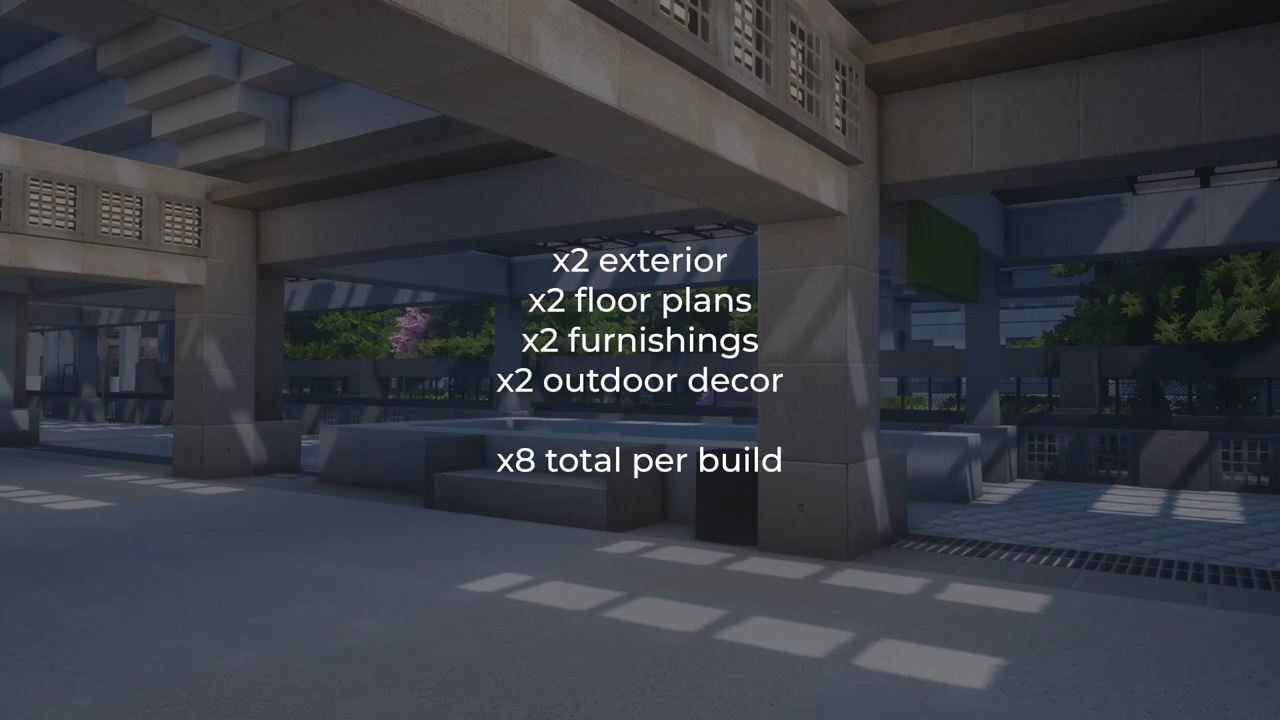 x2 exterior
x2 floor plans
x2 furnishings
x2 outdoor decor
x8 total per build